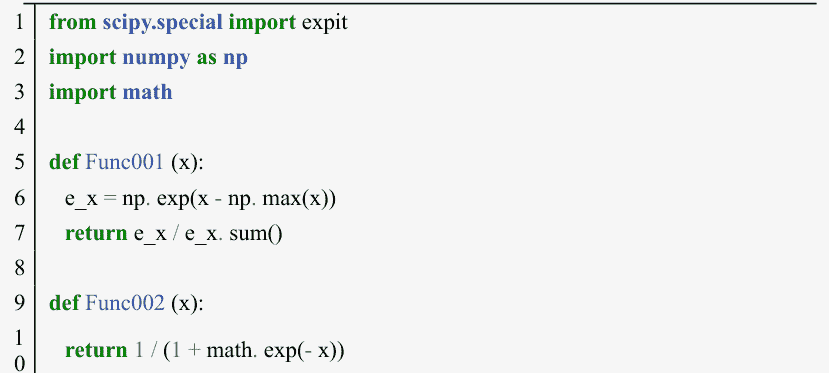 1 from scipy.special import expit
2 import numpy as np
3 import math
4
5 def Func001 (x):
6 e_x = np. exp(x - np. max(x))
7 return e_x / e_x. sum()
8
9 def Func002 (x):
1
0 return 1 / (1 + math. exp(- x))